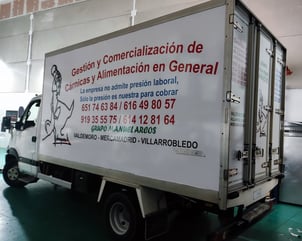 Gestión y Comercialización de
Cárnicas y Alimentación en General
La empresa no admite presión laboral,
Sólo la presión es nuestra para cobrar
651 74 63 84 / 616 49 80 57
919 35 55 75 / 614 12 81 64
GRUPO
VALDEMORO - MERCAMADRID - VILLARROBLEDO